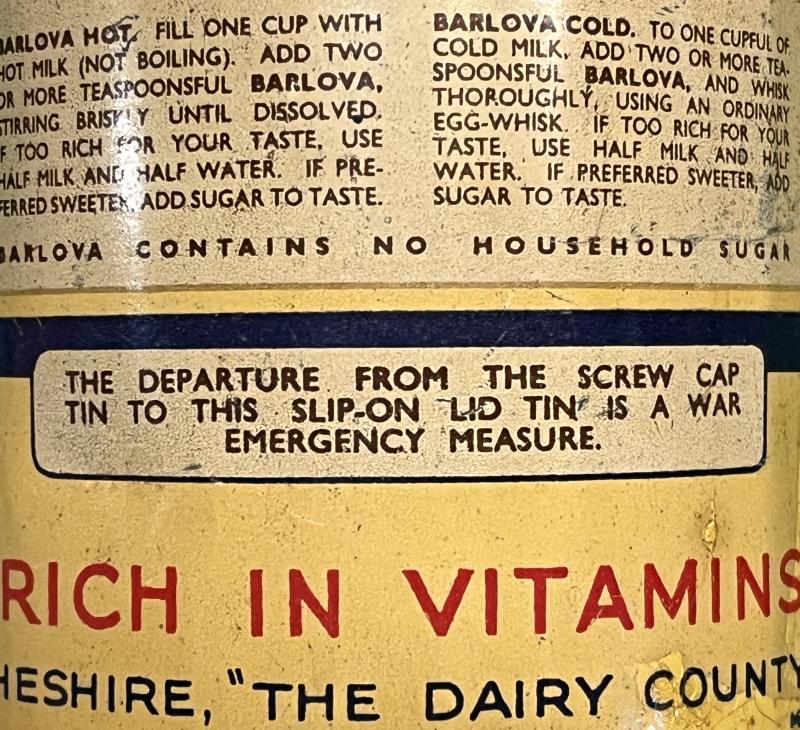 BARLOVA HOT. FILL ONE CUP WITH
HOT MILK (NOT BOILING). ADD TWO
OR MORE TEASPOONSFUL BARLOVA,
STIRRING BRISKLY UNTIL DISSOLVED.
IF TOO RICH FOR YOUR TASTE, USE
HALF MILK AND HALF WATER. IF PRE-
FERRED SWEETER, ADD SUGAR TO TASTE.
BARLOVA COLD. TO ONE CUPFUL OF
COLD MILK, ADD TWO OR MORE TEA-
SPOONSFUL BARLOVA, AND WHISK
THOROUGHLY, USING AN ORDINARY
EGG-WHISK. IF TOO RICH FOR YOUR
TASTE, USE HALF MILK AND HALF
WATER. IF PREFERRED SWEETER, ADD
SUGAR TO TASTE.
BARLOVA CONTAINS NO HOUSEHOLD SUGAR
THE DEPARTURE FROM THE SCREW CAP
TIN TO THIS SLIP-ON LID TIN IS A WAR
EMERGENCY MEASURE.
RICH IN VITAMINS
HESHIRE, "THE DAIRY COUNTY